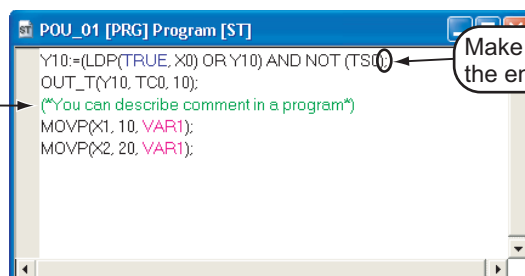 POU_01 [PRG] Program [ST]
Y10:=(LDP(TRUE, X0) OR Y10) AND NOT (TS0);
Make
the er
OUT_T(Y10, TC0, 10);
(*You can describe comment in a program*)
MOVP(X1, 10, VAR1);
MOVP(X2, 20, VAR1);